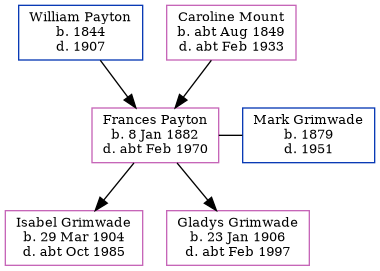 William Payton
b. 1844
d. 1907
Caroline Mount
b. abt Aug 1849
d. abt Feb 1933
Frances Payton
b. 8 Jan 1882
d. abt Feb 1970
Mark Grimwade
b. 1879
d. 1951
Isabel Grimwade
b. 29 Mar 1904
d. abt Oct 1985
Gladys Grimwade
b. 23 Jan 1906
d. abt Feb 1997